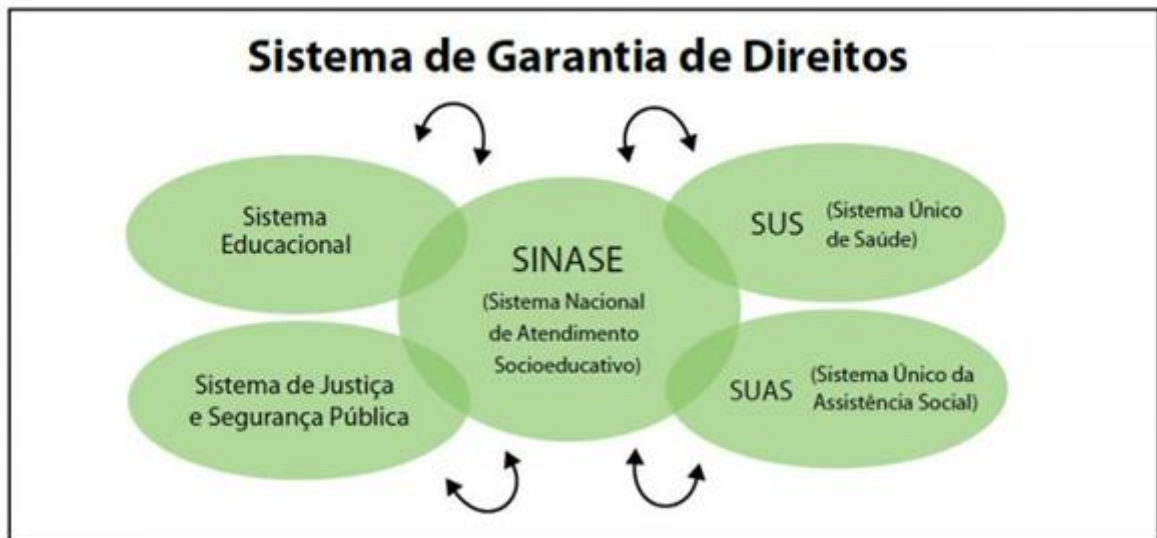 Sistema de Garantia de Direitos
Sistema
Educacional
SINASE
(Sistema Nacional
de Atendimento
Socioeducativo)
SUS (Sistema Único
de Saúde)
Sistema de Justiça
e Segurança Pública
SUAS (Sistema Único da
Assistência Social)